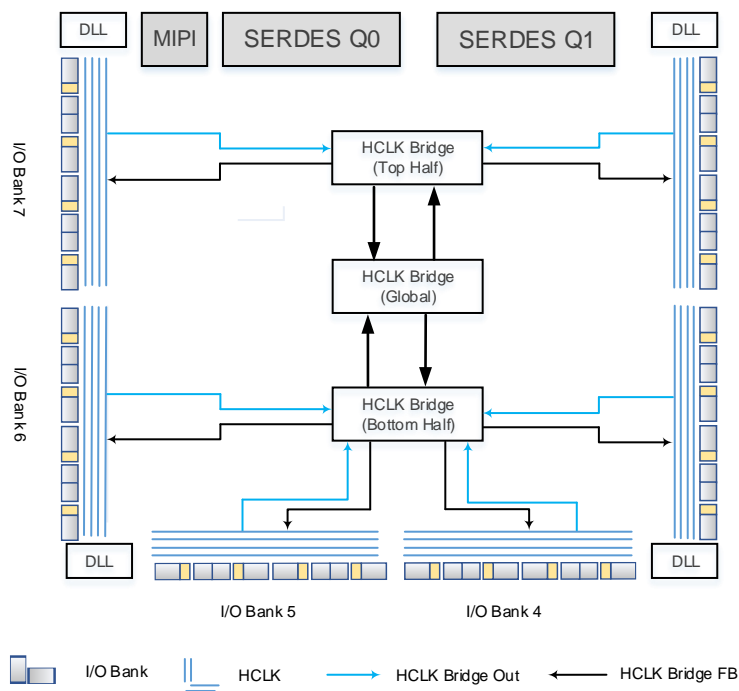 DLL
MIPI
SERDES Q0
SERDES Q1
DLL
I/O Bank 7
HCLK Bridge
(Top Half)
HCLK Bridge
(Global)
I/O Bank 6
HCLK Bridge
(Bottom Half)
DLL
DLL
I/O Bank 5
I/O Bank 4
I/O Bank
HCLK
HCLK Bridge Out
HCLK Bridge FB